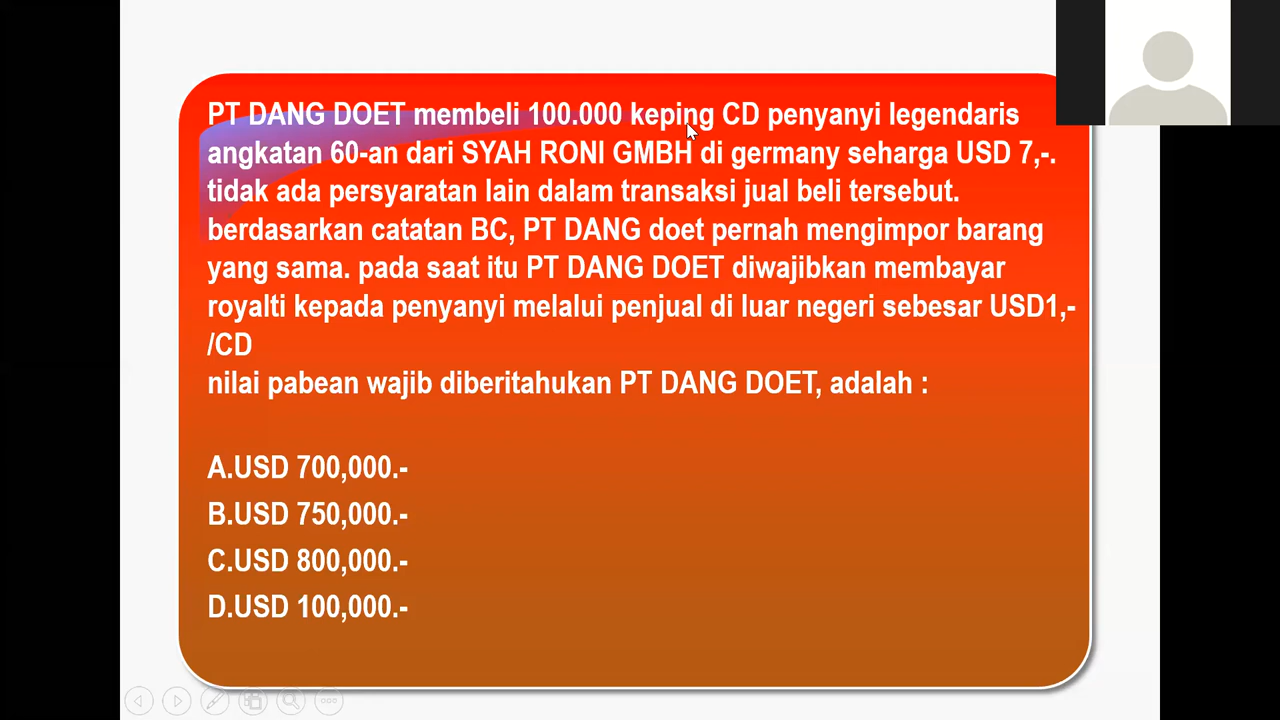 PT DANG DOET membeli 100.000 keping CD penyanyi legendaris
angkatan 60-an dari SYAH RONI GMBH di germany seharga USD 7,-.
tidak ada persyaratan lain dalam transaksi jual beli tersebut.
berdasarkan catatan BC, PT DANG doet pernah mengimpor barang
yang sama. pada saat itu PT DANG DOET diwajibkan membayar
royalti kepada penyanyi melalui penjual di luar negeri sebesar USD1,-
/CD
nilai pabean wajib diberitahukan PT DANG DOET, adalah :
A.USD 700,000.-
B.USD 750,000.-
C.USD 800,000.-
D.USD 100,000.-